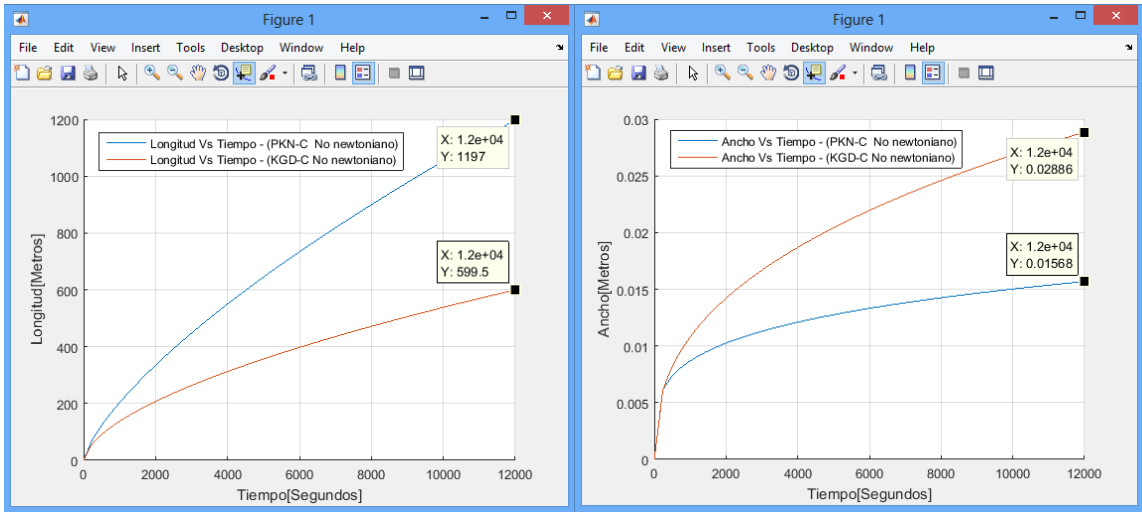 Figure 1
File Edit View Insert Tools Desktop Window Help
1200
1000
800
600
400
200
0
Longitud[Metros]
Longitud Vs Tiempo - (PKN-C No newtoniano)
Longitud Vs Tiempo - (KGD-C No newtoniano)
X: 1.2e+04
Y: 1197
X: 1.2e+04
Y: 599.5
0 2000 4000 6000 8000 10000 12000
Tiempo[Segundos]
Figure 1
File Edit View Insert Tools Desktop Window Help
0.03
0.025
0.02
0.015
0.01
0.005
0
Ancho[Metros]
Ancho Vs Tiempo - (PKN-C No newtoniano)
Ancho Vs Tiempo - (KGD-C No newtoniano)
X: 1.2e+04
Y: 0.02886
X: 1.2e+04
Y: 0.01568
0 2000 4000 6000 8000 10000 12000
Tiempo[Segundos]